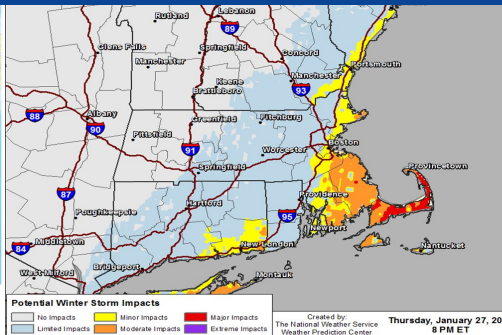 Rutland
Lebanon
89
Glens Falls
Springfield
Concord
Manchester
Manchester
Portsmouth
Keene
93
Brattleboro
88
Albany
90
Greenfield
Fitchburg
Pittsfield
91
Worcester
Boston
Springfield
Provincetown
87
Hartford
Providence
Poughkeepsie
95
Newport
84
Middletown
New London
Nantucket
Bridgeport
Montauk
West Milford
Potential Winter Storm Impacts
No Impacts
Minor Impacts
Major Impacts
Limited Impacts
Moderate Impacts
Extreme Impacts
Created by:
The National Weather Service
Weather Prediction Center
Thursday, January 27, 20
8 PM ET